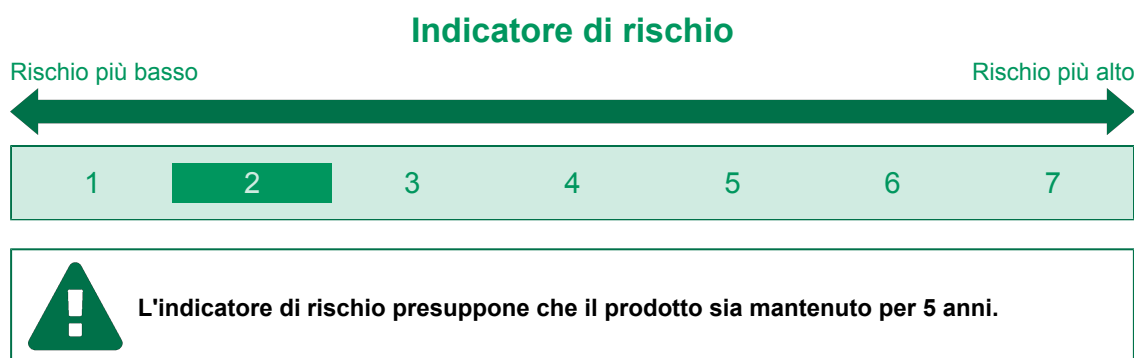 Indicatore di rischio
Rischio più basso Rischio più alto
1 2 3 4 5 6 7
L'indicatore di rischio presuppone che il prodotto sia mantenuto per 5 anni.